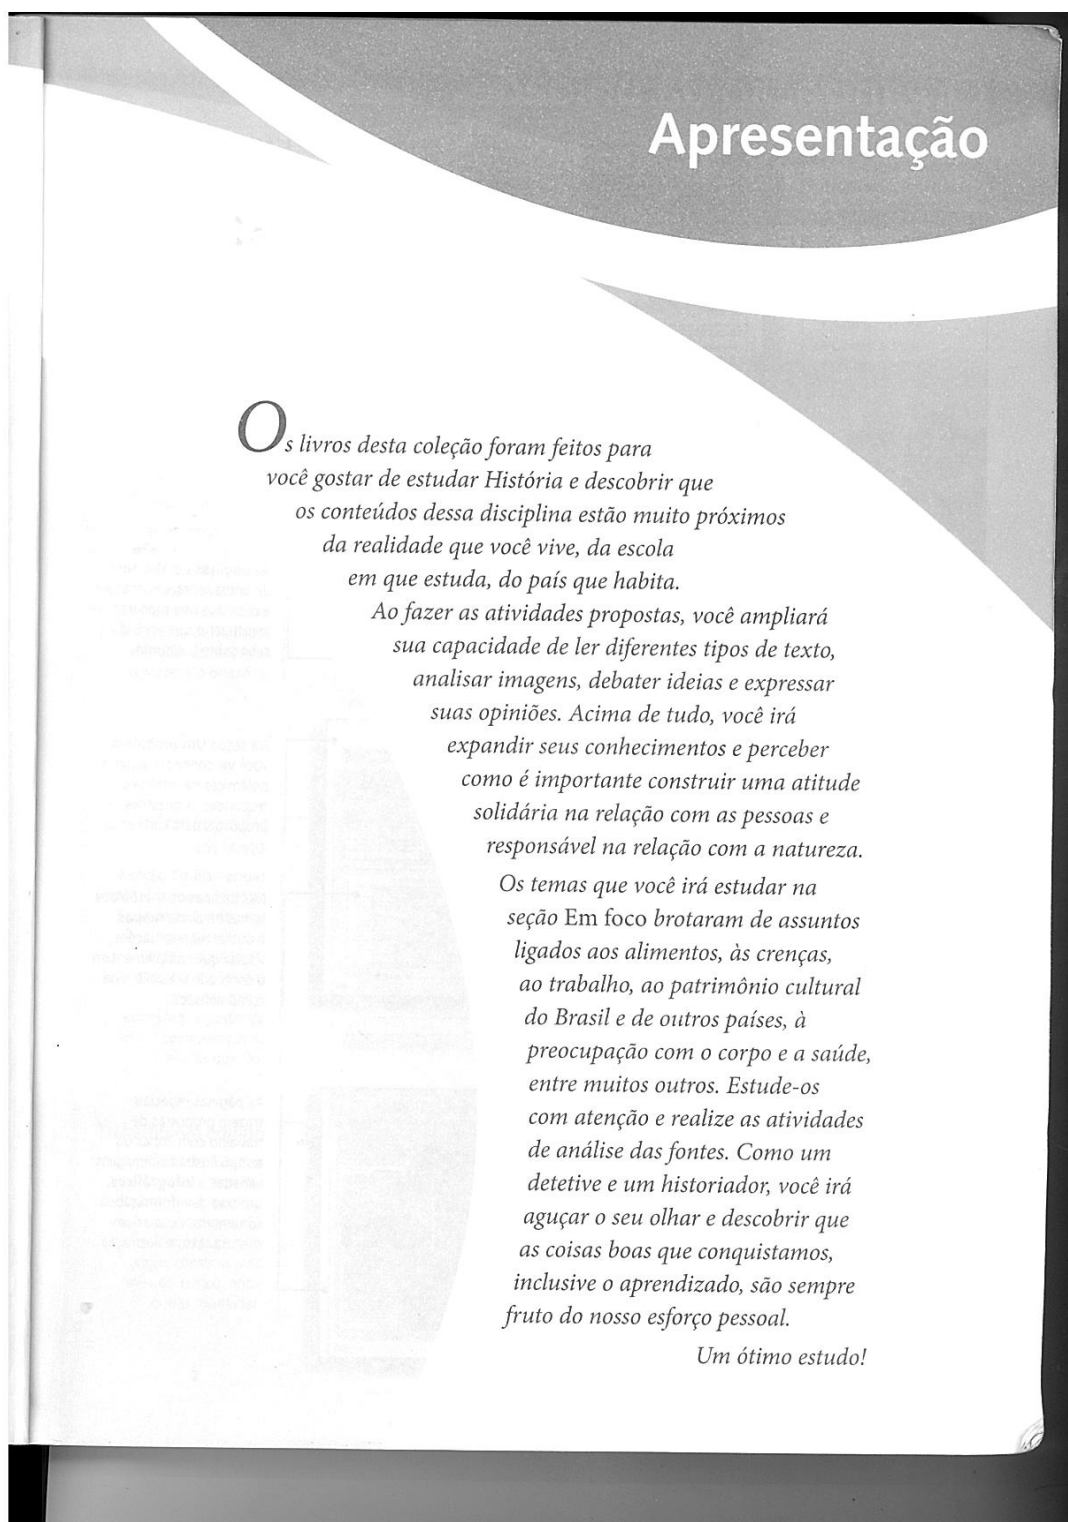 Apresentação
Os livros desta coleção foram feitos para
você gostar de estudar História e descobrir que
os conteúdos dessa disciplina estão muito próximos
da realidade que você vive, da escola
em que estuda, do país que habita.
Ao fazer as atividades propostas, você ampliará
sua capacidade de ler diferentes tipos de texto,
analisar imagens, debater ideias e expressar
suas opiniões. Acima de tudo, você irá
expandir seus conhecimentos e perceber
como é importante construir uma atitude
solidária na relação com as pessoas e
responsável na relação com a natureza.
Os temas que você irá estudar na
seção Em foco brotaram de assuntos
ligados aos alimentos, às crenças,
ao trabalho, ao patrimônio cultural
do Brasil e de outros países, à
preocupação com o corpo e a saúde,
entre muitos outros. Estude-os
com atenção e realize as atividades
de análise das fontes. Como um
detetive e um historiador, você irá
aguçar o seu olhar e descobrir que
as coisas boas que conquistamos,
inclusive o aprendizado, são sempre
fruto do nosso esforço pessoal.
Um ótimo estudo!